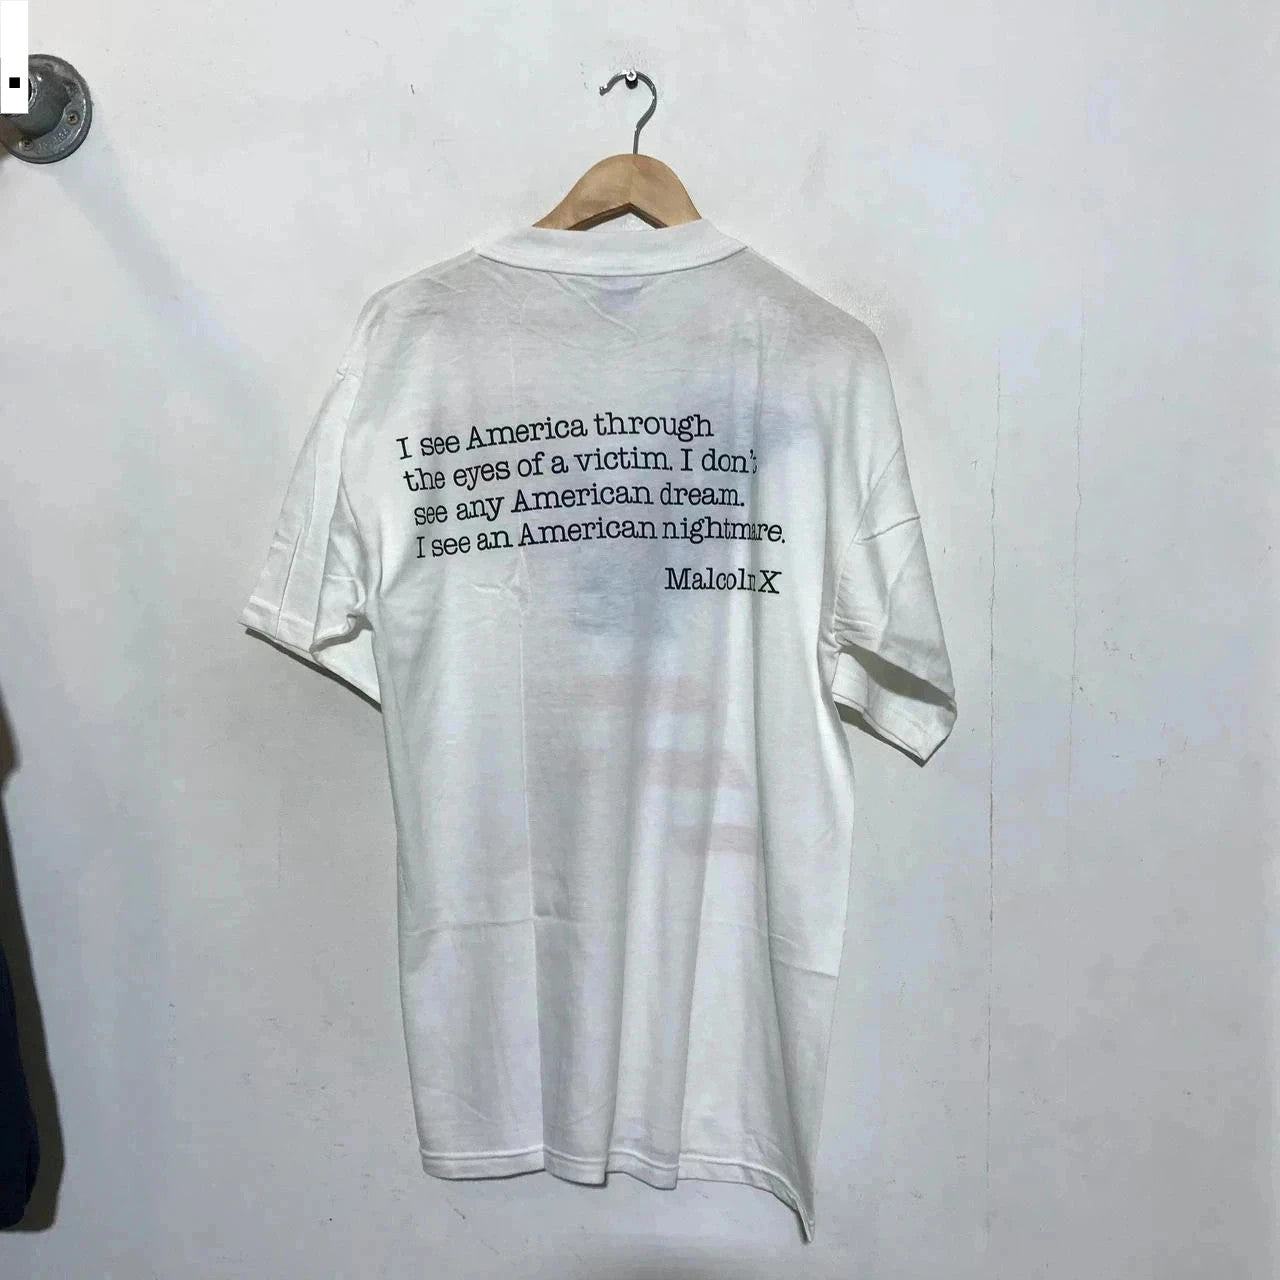 I see America through
the eyes of a victim. I don't
see any American dream.
I see an American nightmare.
Malcolm X